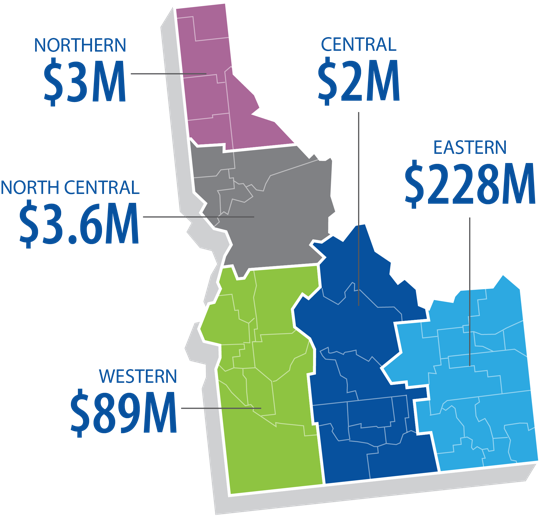 NORTHERN
$3M
CENTRAL
$2M
EASTERN
$228M
NORTH CENTRAL
$3.6M
WESTERN
$89M